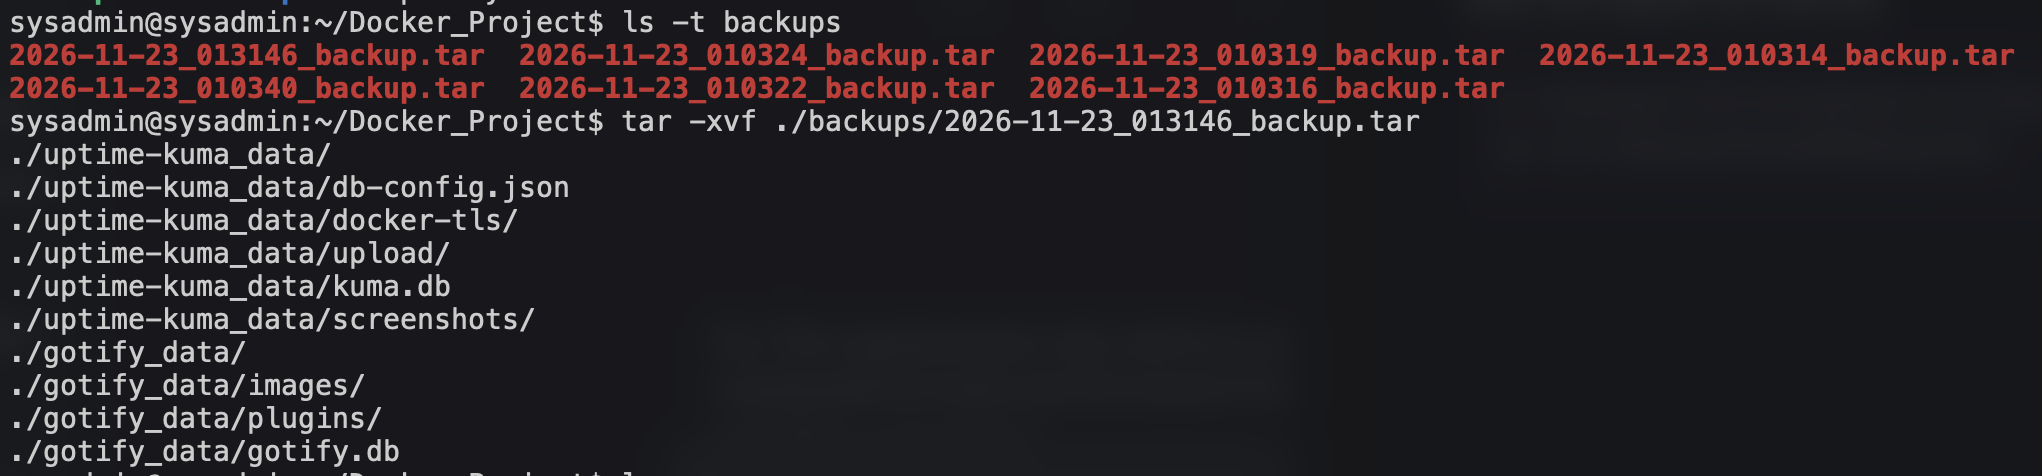 sysadmin@sysadmin:~/Docker_Project$ ls -t backups
2026-11-23_013146_backup.tar  2026-11-23_010324_backup.tar  2026-11-23_010319_backup.tar  2026-11-23_010314_backup.tar
2026-11-23_010340_backup.tar  2026-11-23_010322_backup.tar  2026-11-23_010316_backup.tar
sysadmin@sysadmin:~/Docker_Project$ tar -xvf ./backups/2026-11-23_013146_backup.tar
./uptime-kuma_data/
./uptime-kuma_data/db-config.json
./uptime-kuma_data/docker-tls/
./uptime-kuma_data/upload/
./uptime-kuma_data/kuma.db
./uptime-kuma_data/screenshots/
./gotify_data/
./gotify_data/images/
./gotify_data/plugins/
./gotify_data/gotify.db